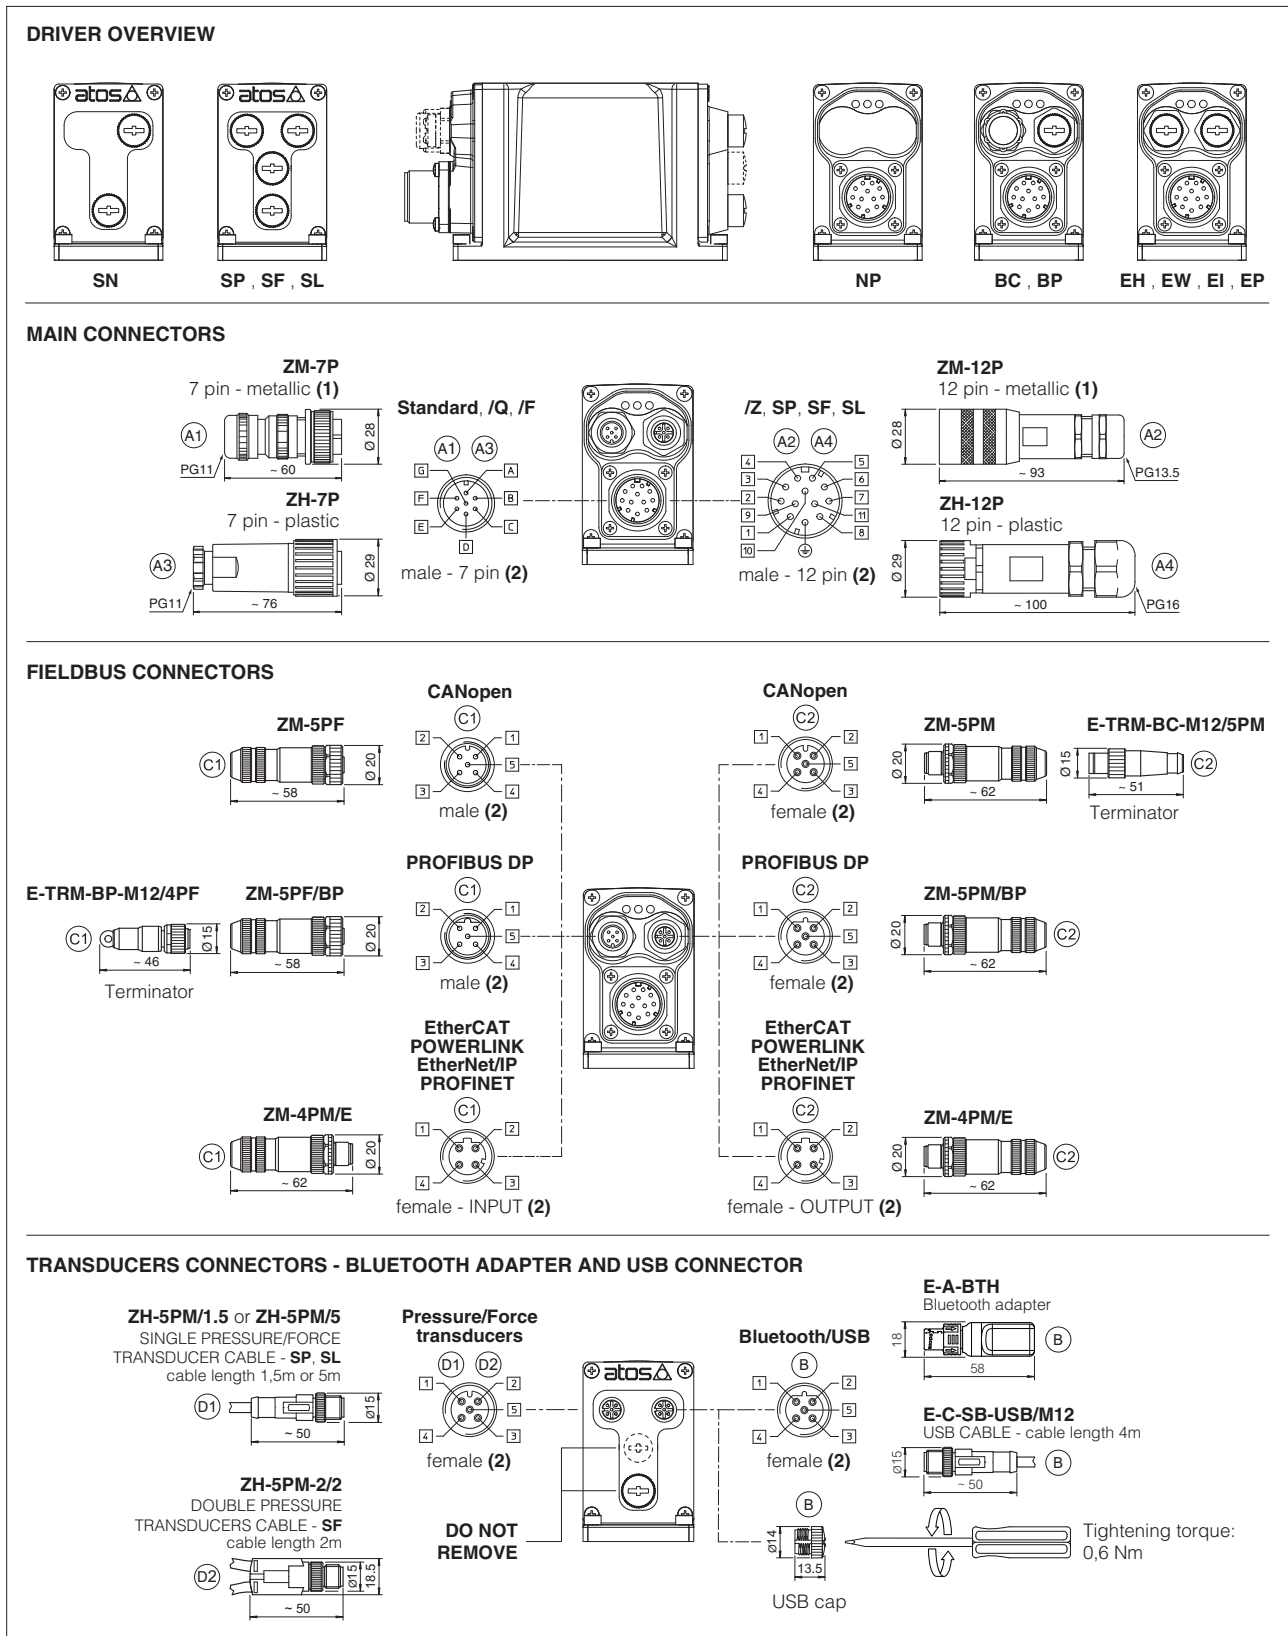 DRIVER OVERVIEW
atos
atos
SN
SP , SF , SL
NP
BC , BP
EH , EW , EI , EP
MAIN CONNECTORS
ZM-7P
7 pin - metallic (1)
A1
PG11
~ 60
Ø 28
ZH-7P
7 pin - plastic
A3
PG11
~ 76
Ø 29
Standard, /Q, /F
A1 A3
G A
F B
E C
D
male - 7 pin (2)
/Z, SP, SF, SL
A2 A4
4 5
3 6
2 7
9 11
1 8
10
male - 12 pin (2)
ZM-12P
12 pin - metallic (1)
Ø 28
A2
PG13.5
~ 93
ZH-12P
12 pin - plastic
Ø 29
A4
PG16
~ 100
FIELDBUS CONNECTORS
ZM-5PF
C1
Ø 20
~ 58
CANopen
C1
2 1
5
3 4
male (2)
CANopen
C2
1 2
5
4 3
female (2)
ZM-5PM
Ø 20
~ 62
E-TRM-BC-M12/5PM
Ø 15
C2
~ 51
Terminator
E-TRM-BP-M12/4PF
C1
Ø 15
~ 46
Terminator
ZM-5PF/BP
Ø 20
~ 58
PROFIBUS DP
C1
2 1
5
3 4
male (2)
PROFIBUS DP
C2
1 2
5
4 3
female (2)
ZM-5PM/BP
Ø 20
C2
~ 62
ZM-4PM/E
C1
Ø 20
~ 62
EtherCAT
POWERLINK
EtherNet/IP
PROFINET
C1
1 2
4 3
female - INPUT (2)
EtherCAT
POWERLINK
EtherNet/IP
PROFINET
C2
1 2
4 3
female - OUTPUT (2)
ZM-4PM/E
Ø 20
C2
~ 62
TRANSDUCERS CONNECTORS - BLUETOOTH ADAPTER AND USB CONNECTOR
ZH-5PM/1.5 or ZH-5PM/5
SINGLE PRESSURE/FORCE
TRANSDUCER CABLE - SP, SL
cable length 1,5m or 5m
D1
Ø15
~ 50
ZH-5PM-2/2
DOUBLE PRESSURE
TRANSDUCERS CABLE - SF
cable length 2m
D2
Ø15
18.5
~ 50
Pressure/Force
transducers
D1 D2
1 2
5
4 3
female (2)
DO NOT
REMOVE
atos
Bluetooth/USB
B
1 2
5
4 3
female (2)
E-A-BTH
Bluetooth adapter
18
B
58
E-C-SB-USB/M12
USB CABLE - cable length 4m
Ø15
B
~ 50
B
Ø14
13.5
USB cap
Tightening torque:
0,6 Nm